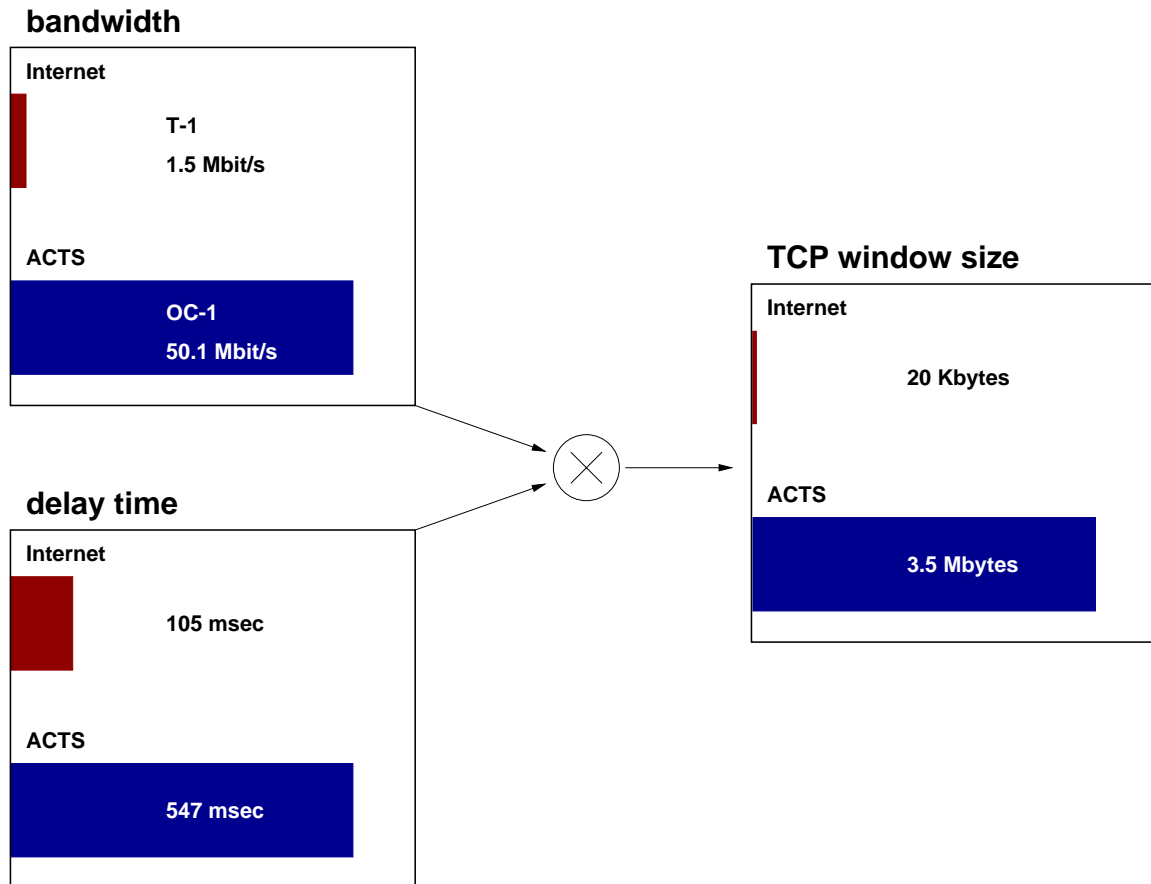 bandwidth
Internet
T-1
1.5 Mbit/s
ACTS
OC-1
50.1 Mbit/s
delay time
Internet
105 msec
ACTS
547 msec
TCP window size
Internet
20 Kbytes
ACTS
3.5 Mbytes